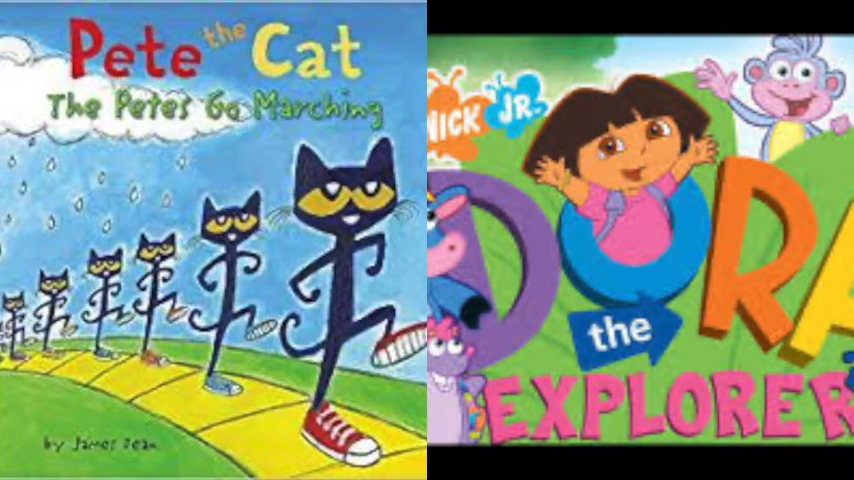 Pete the Cat
The Petes Go Marching
by James Dean
NICK JR.
DORA
the
EXPLORER